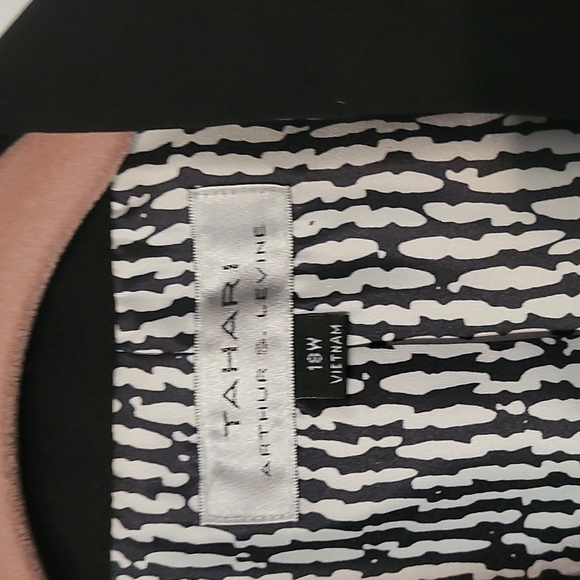 TAHARI
ARTHUR S. LEVINE
18W
VIETNAM